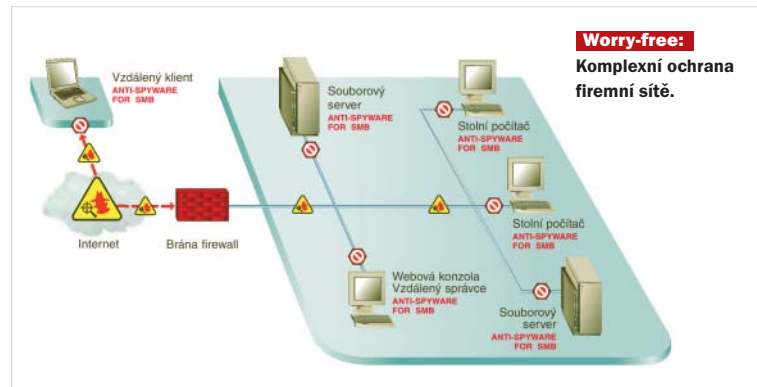 Worry-free:
Komplexní ochrana
firemní sítě.
Vzdálený klient
ANTI-SPYWARE
FOR SMB
Souborový
server
ANTI-SPYWARE
FOR SMB
Stolní počítač
ANTI-SPYWARE
FOR SMB
Internet
Brána firewall
Stolní počítač
ANTI-SPYWARE
FOR SMB
Webová konzola
Vzdálený správce
ANTI-SPYWARE
FOR SMB
Souborový
server
ANTI-SPYWARE
FOR SMB